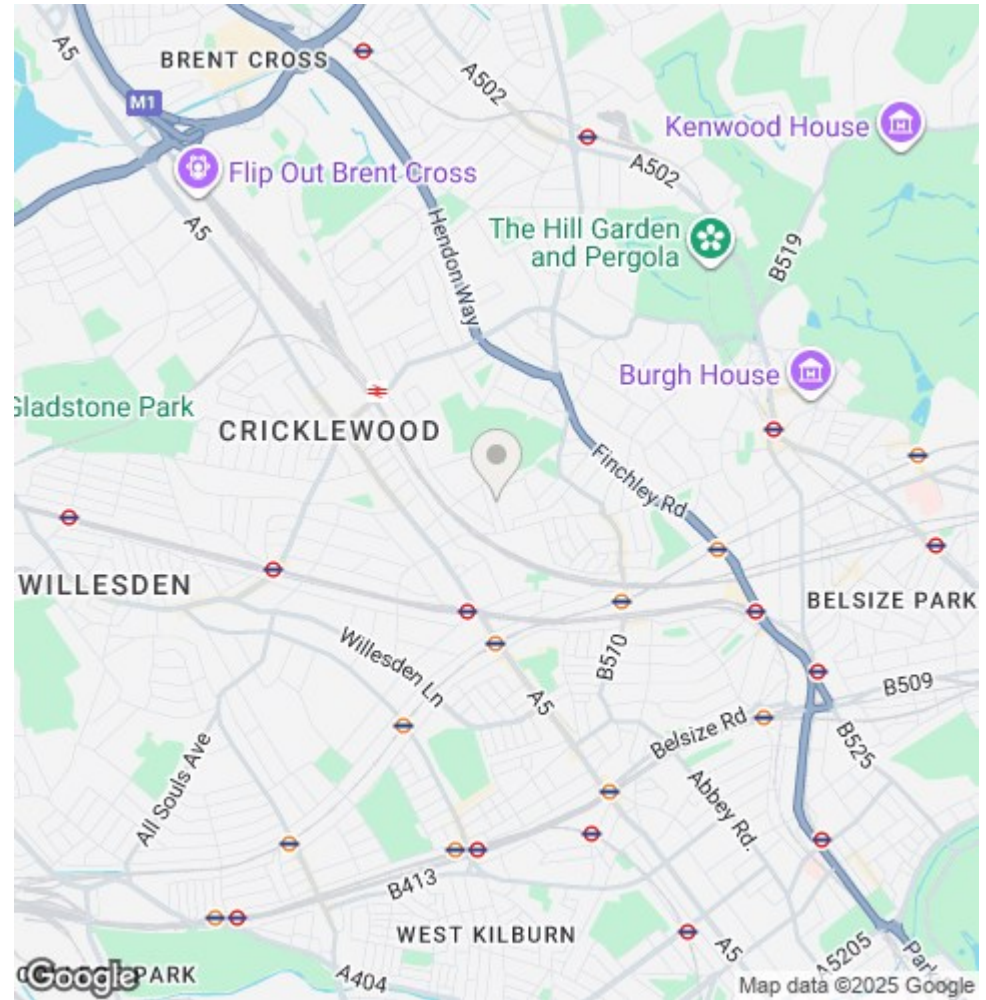 A5
BRENT CROSS
A502
M1
Kenwood House
A502
Flip Out Brent Cross
A5
Hendon Way
The Hill Garden
and Pergola
B519
Burgh House
Gladstone Park
CRICKLEWOOD
Finchley Rd
WILLESDEN
BELSIZE PARK
Willesden Ln
B510
A5
B509
Belsize Rd
B525
All Souls Ave
Abbey Rd.
B413
WEST KILBURN
A5
A5205
PARK
Google
A404
Map data ©2025 Google